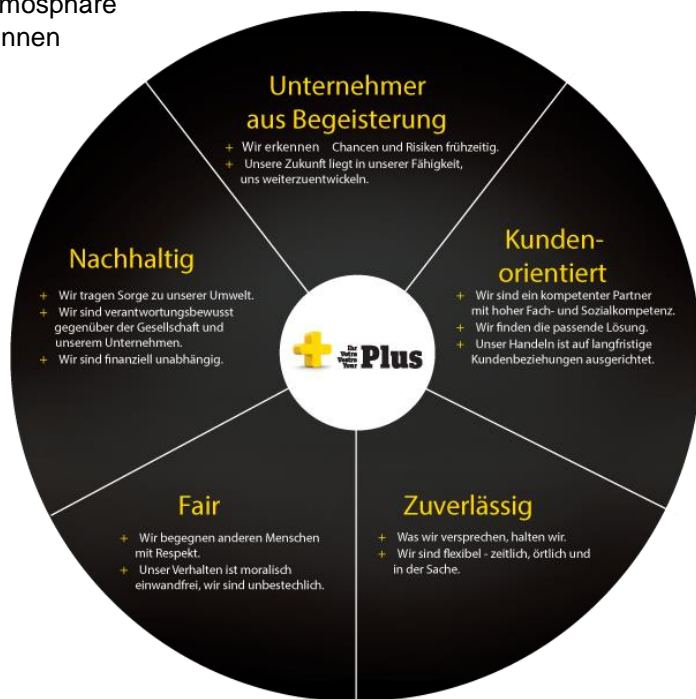 mosphäre
nnen
Unternehmer
aus Begeisterung
+ Wir erkennen Chancen und Risiken frühzeitig.
+ Unsere Zukunft liegt in unserer Fähigkeit,
uns weiterzuentwickeln.
Kunden-
orientiert
+ Wir sind ein kompetenter Partner
mit hoher Fach- und Sozialkompetenz.
+ Wir finden die passende Lösung.
+ Unser Handeln ist auf langfristige
Kundenbeziehungen ausgerichtet.
Zuverlässig
+ Was wir versprechen, halten wir.
+ Wir sind flexibel - zeitlich, örtlich und
in der Sache.
Fair
+ Wir begegnen anderen Menschen
mit Respekt.
+ Unser Verhalten ist moralisch
einwandfrei, wir sind unbestechlich.
Nachhaltig
+ Wir tragen Sorge zu unserer Umwelt.
+ Wir sind verantwortungsbewusst
gegenüber der Gesellschaft und
unserem Unternehmen.
+ Wir sind finanziell unabhängig.
Ihr
Votre
Vostro
Your
Plus